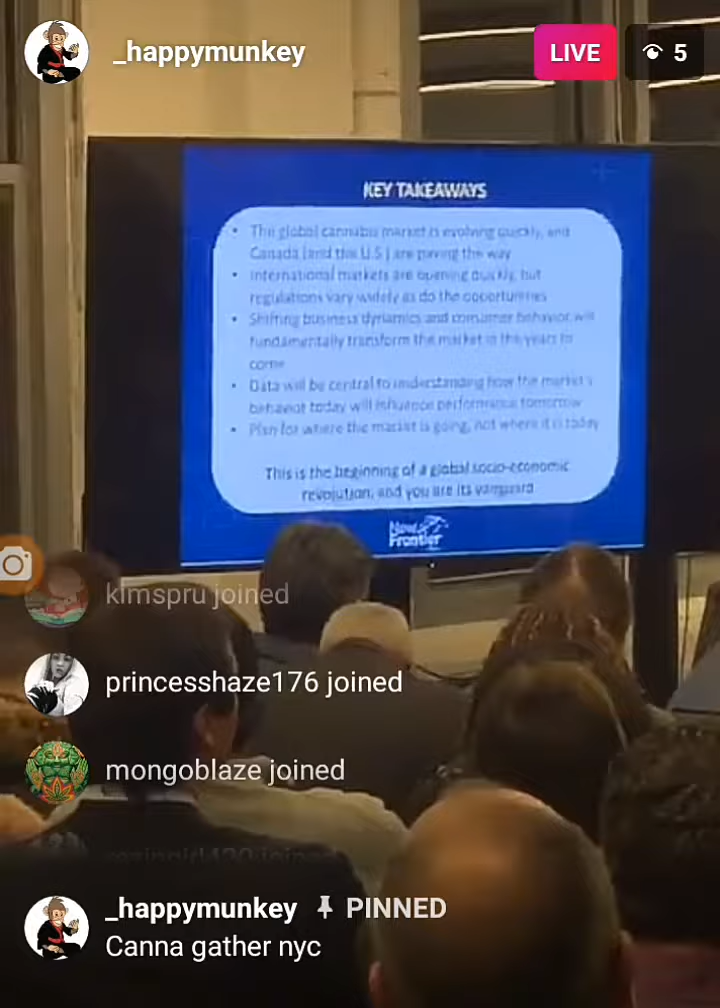 _happymunkey
LIVE
5
KEY TAKEAWAYS
• The global cannabis market is evolving quickly, and
Canada (and the U.S.) are paving the way
• International markets are opening quickly, but
regulations vary widely as do the opportunities
• Shifting business dynamics and consumer behavior will
fundamentally transform the market in the years to
come
• Data will be central to understanding how the market's
behavior today will influence performance tomorrow
• Plan for where the market is going, not where it is today
This is the beginning of a global socio-economic
revolution, and you are its vanguard
New
Frontier
kimspru joined
princesshaze176 joined
mongoblaze joined
joined
_happymunkey PINNED
Canna gather nyc